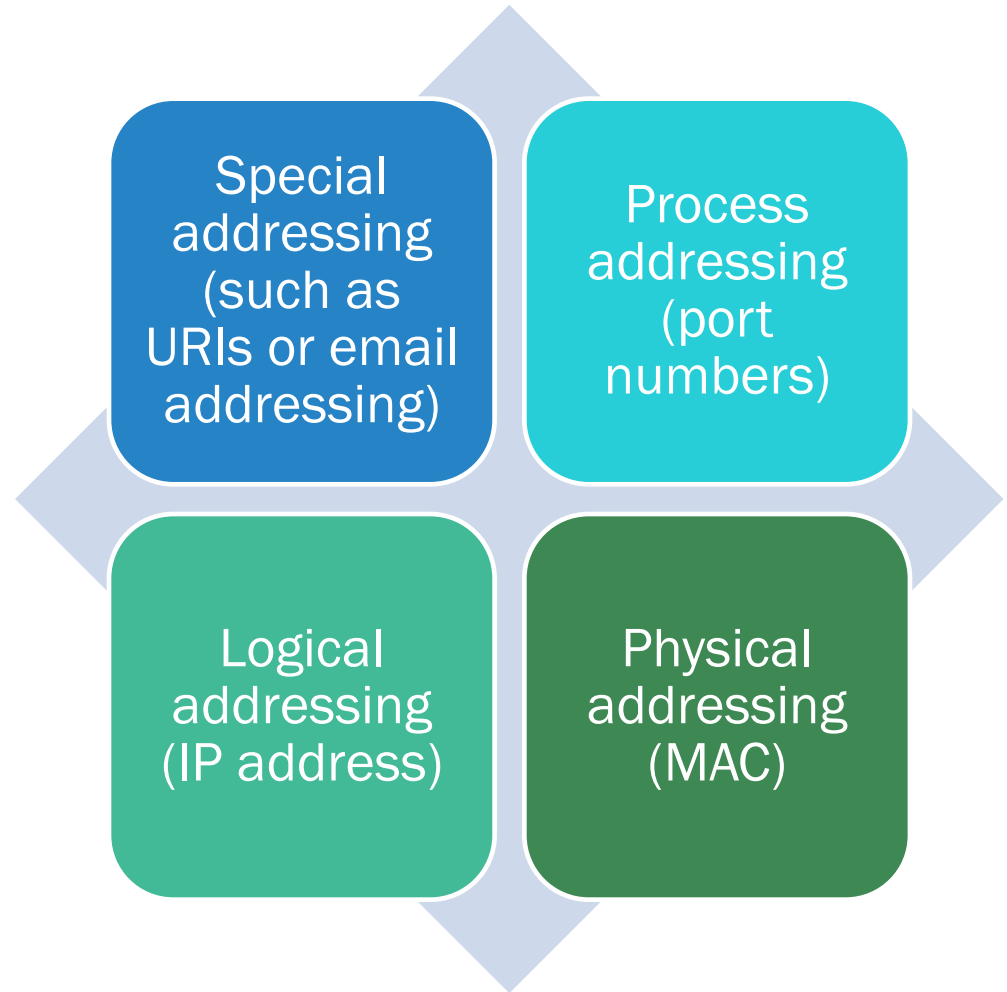 Special
addressing
(such as
URIs or email
addressing)
Process
addressing
(port
numbers)
Logical
addressing
(IP address)
Physical
addressing
(MAC)